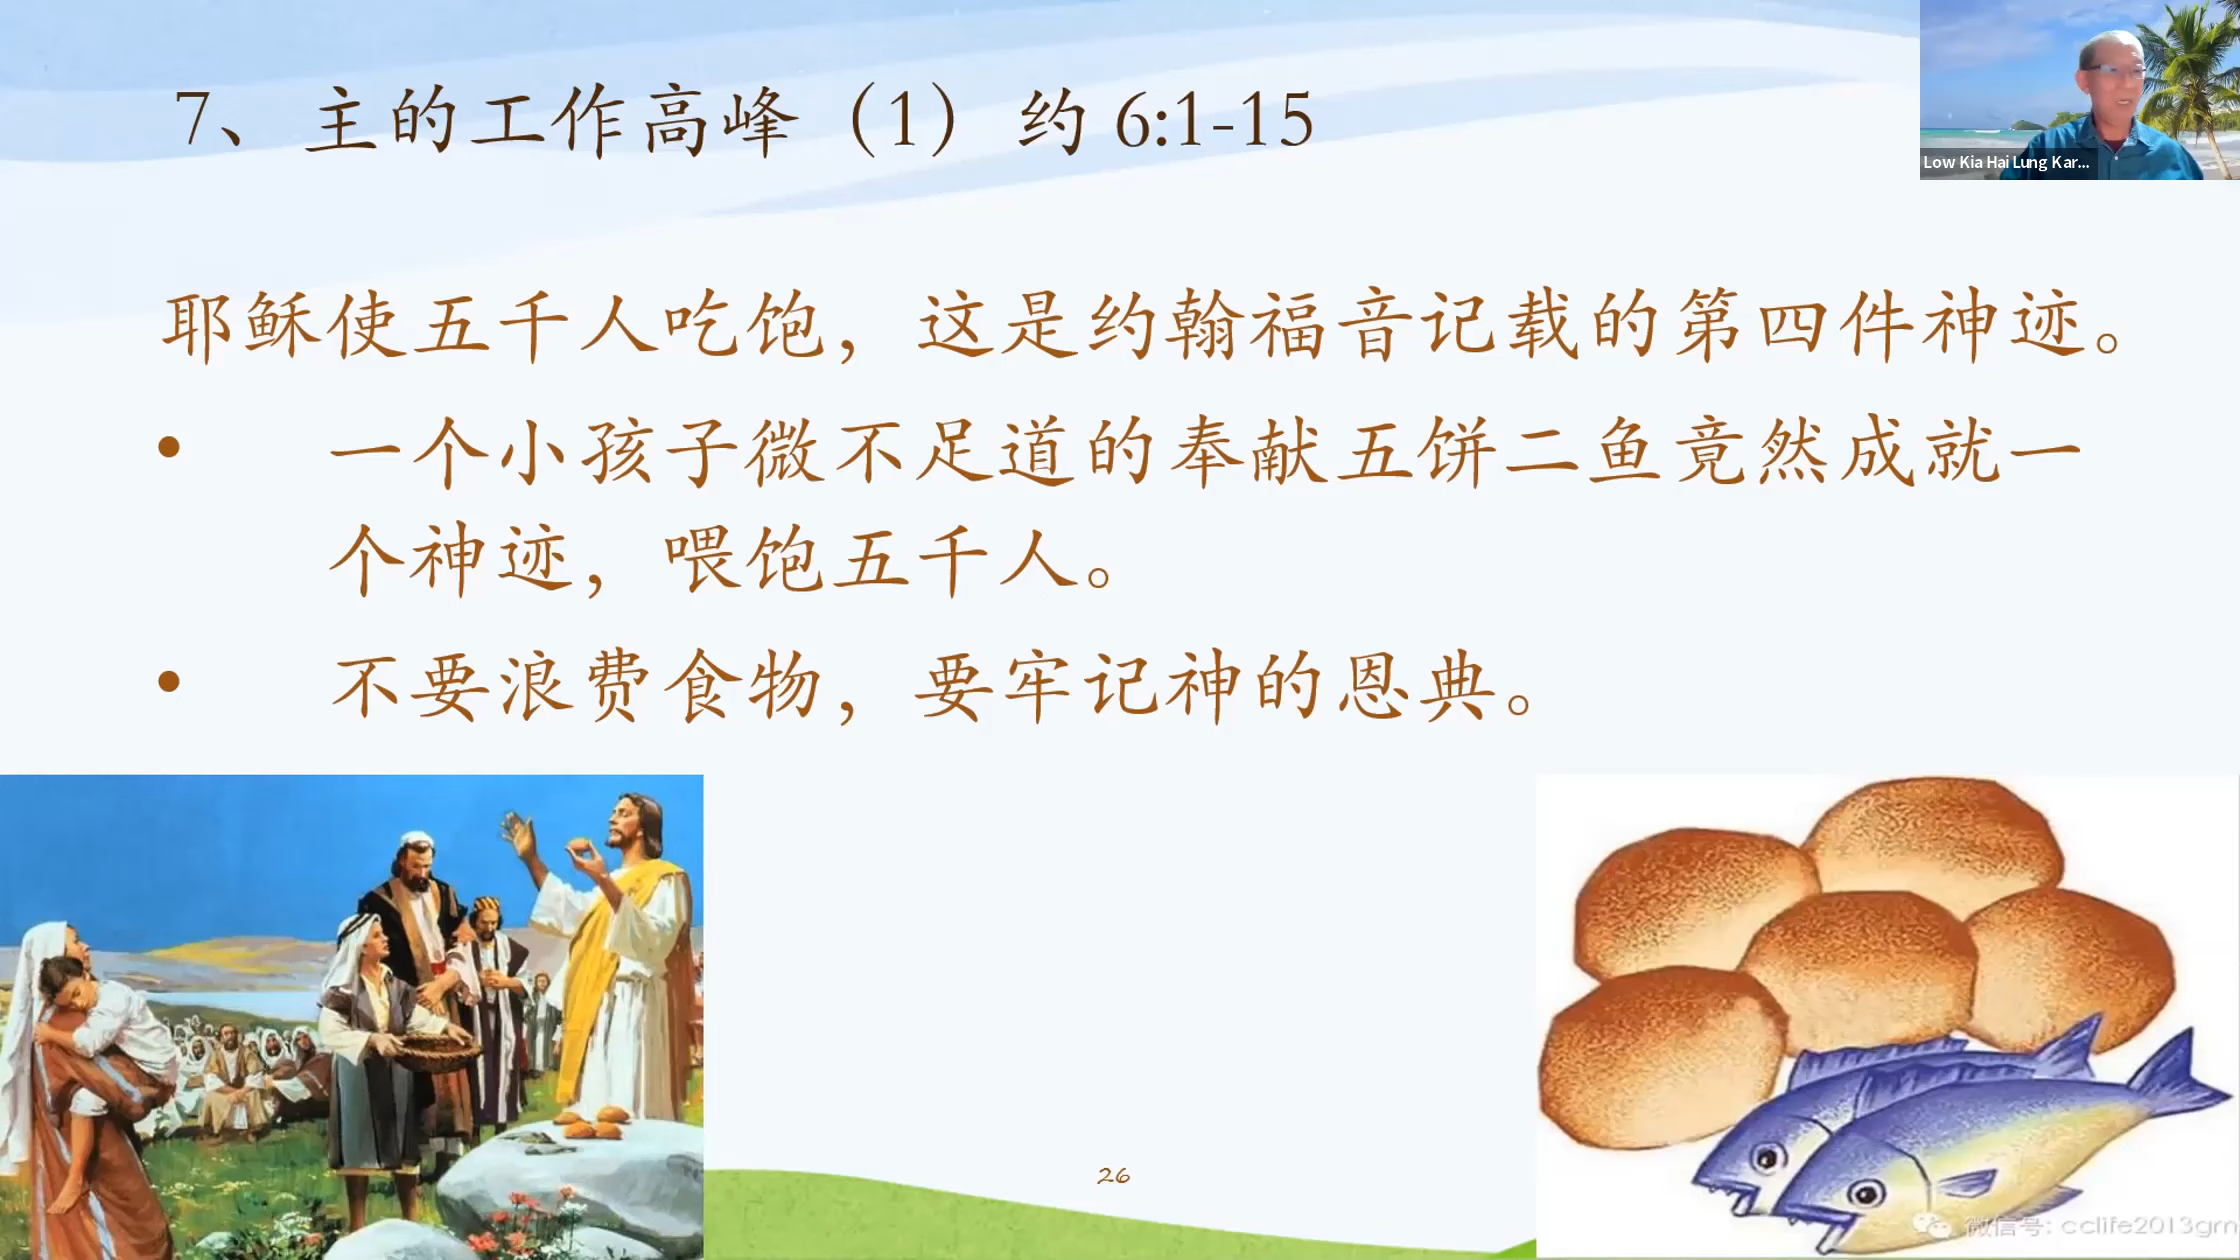 7、主的工作高峰（1） 约 6:1-15
Low Kia Hai Lung Kar...
耶稣使五千人吃饱，这是约翰福音记载的第四件神迹。
• 一个小孩子微不足道的奉献五饼二鱼竟然成就一
个神迹，喂饱五千人。
• 不要浪费食物，要牢记神的恩典。
26
微信号: cclife2013gm